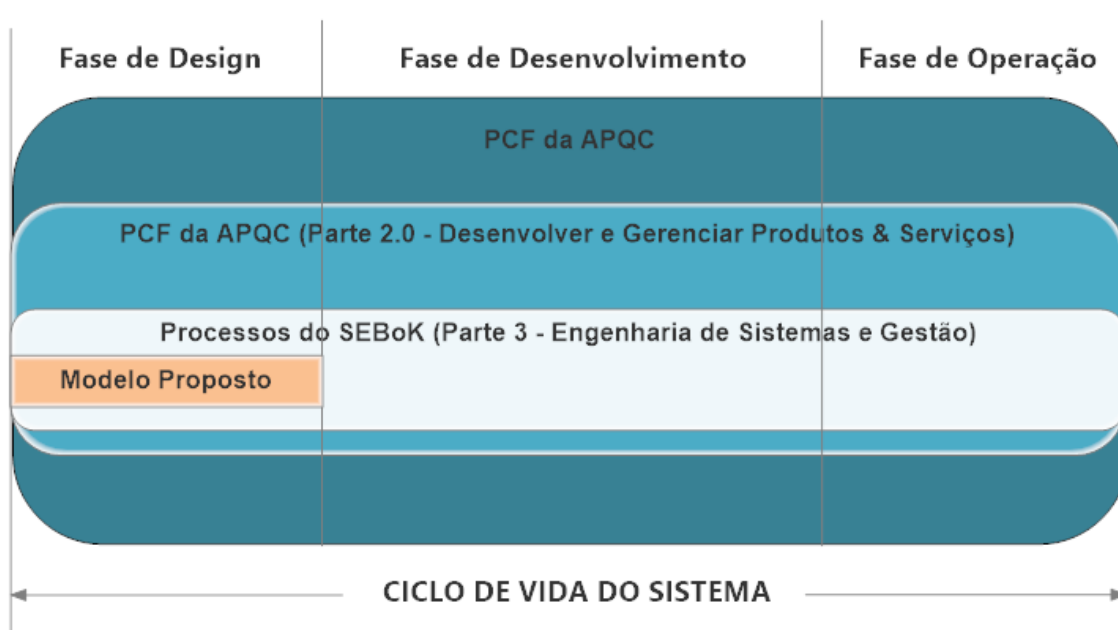 Fase de Design
Fase de Desenvolvimento
Fase de Operação
PCF da APQC
PCF da APQC (Parte 2.0 - Desenvolver e Gerenciar Produtos & Serviços)
Processos do SEBoK (Parte 3 - Engenharia de Sistemas e Gestão)
Modelo Proposto
CICLO DE VIDA DO SISTEMA